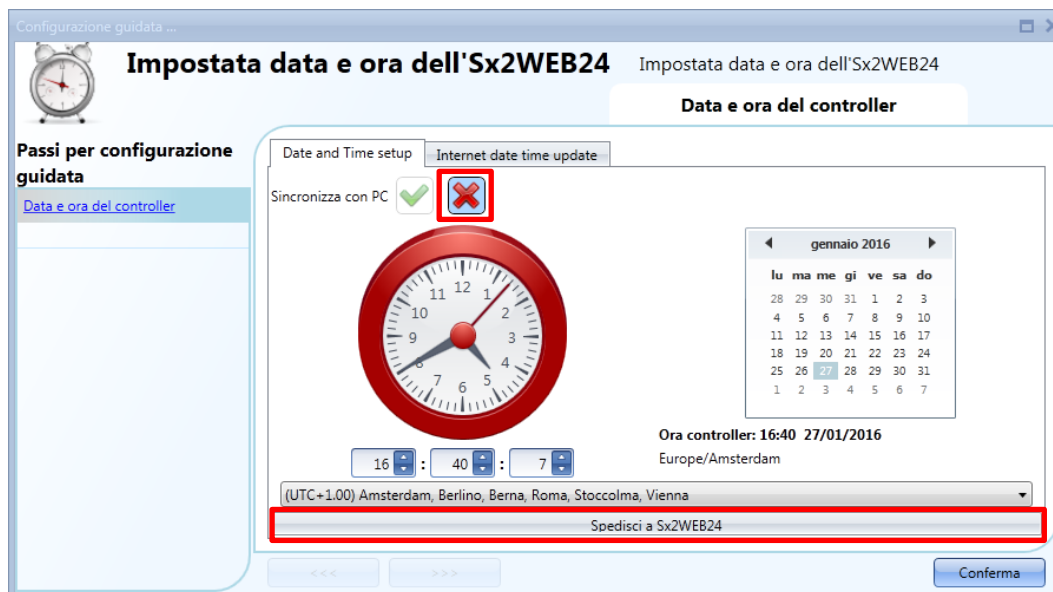 Configurazione guidata ...
Impostata data e ora dell'Sx2WEB24
Impostata data e ora dell'Sx2WEB24
Data e ora del controller
Passi per configurazione
guidata
Data e ora del controller
Date and Time setup
Internet date time update
Sincronizza con PC
12
1
2
3
4
5
6
7
8
9
10
11
gennaio 2016
lu ma me gi ve sa do
28 29 30 31 1 2 3
4 5 6 7 8 9 10
11 12 13 14 15 16 17
18 19 20 21 22 23 24
25 26 27 28 29 30 31
1 2 3 4 5 6 7
Ora controller: 16:40 27/01/2016
Europe/Amsterdam
16 : 40 : 7
(UTC+1.00) Amsterdam, Berlino, Berna, Roma, Stoccolma, Vienna
Spedisci a Sx2WEB24
<<<
>>>
Conferma